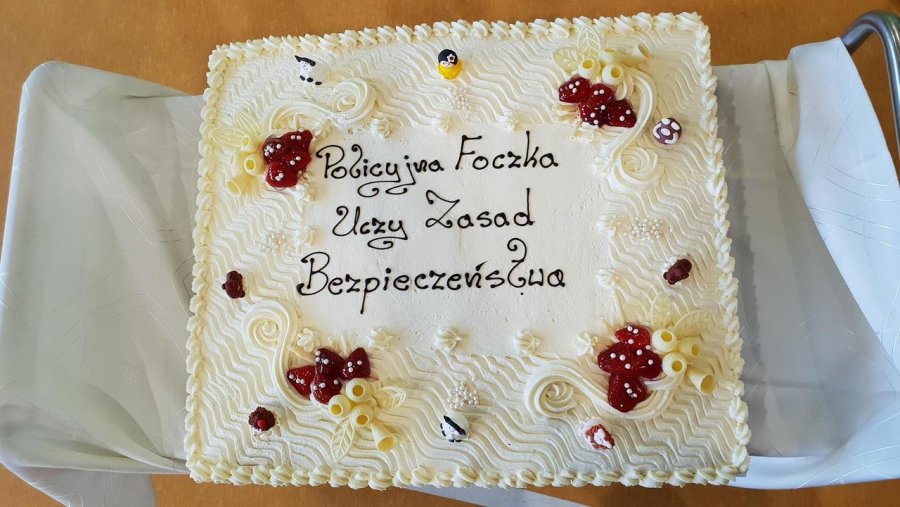 Policyjna Foczka
Uczy Zasad
Bezpieczeństwa